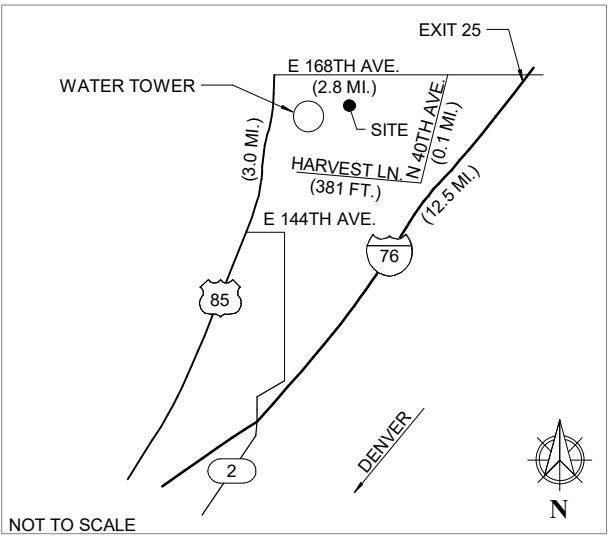 EXIT 25
E 168TH AVE.
(2.8 MI.)
WATER TOWER
SITE
N 40TH AVE.
(0.1 MI.)
(3.0 MI.)
HARVEST LN.
(381 FT.)
(12.5 MI.)
E 144TH AVE.
76
85
DENVER
2
N
NOT TO SCALE